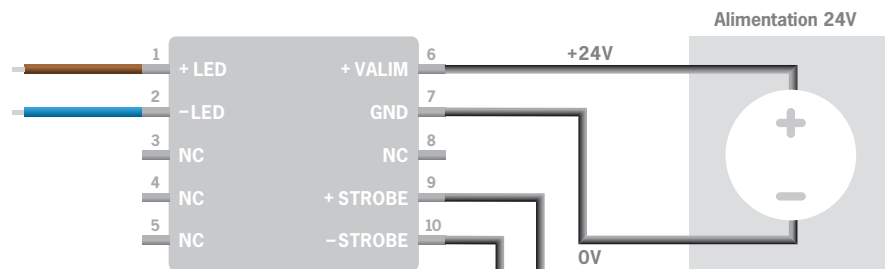 Alimentation 24V
1 6 +24V
+ LED + VALIM
2 7
−LED GND
3 8
NC NC
4 9
NC + STROBE
5 10
NC −STROBE
0V
+
−